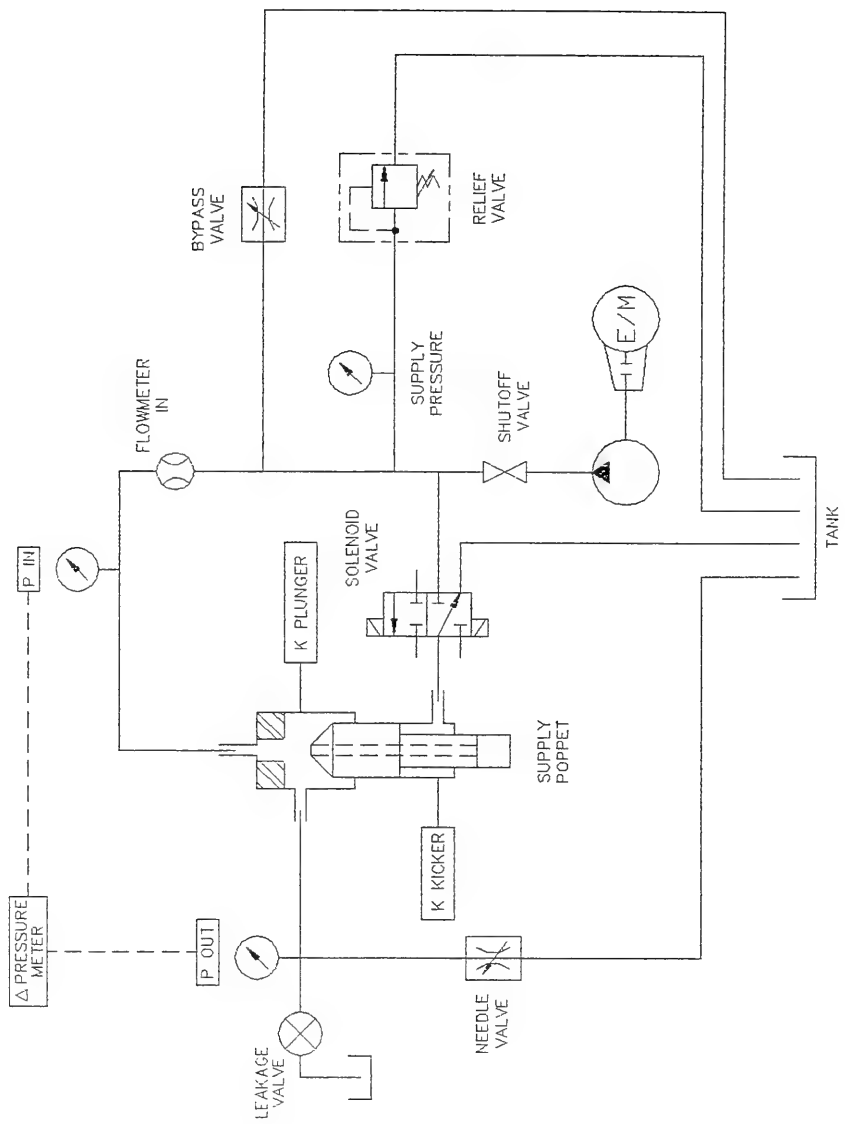 BYPASS
VALVE
RELIEF
VALVE
FLOWMETER
IN
SUPPLY
PRESSURE
E/M
SHUTOFF
VALVE
P IN
SOLENOID
VALVE
K PLUNGER
TANK
SUPPLY
POPPET
K KICKER
Δ PRESSURE
METER
P OUT
NEEDLE
VALVE
LEAKAGE
VALVE